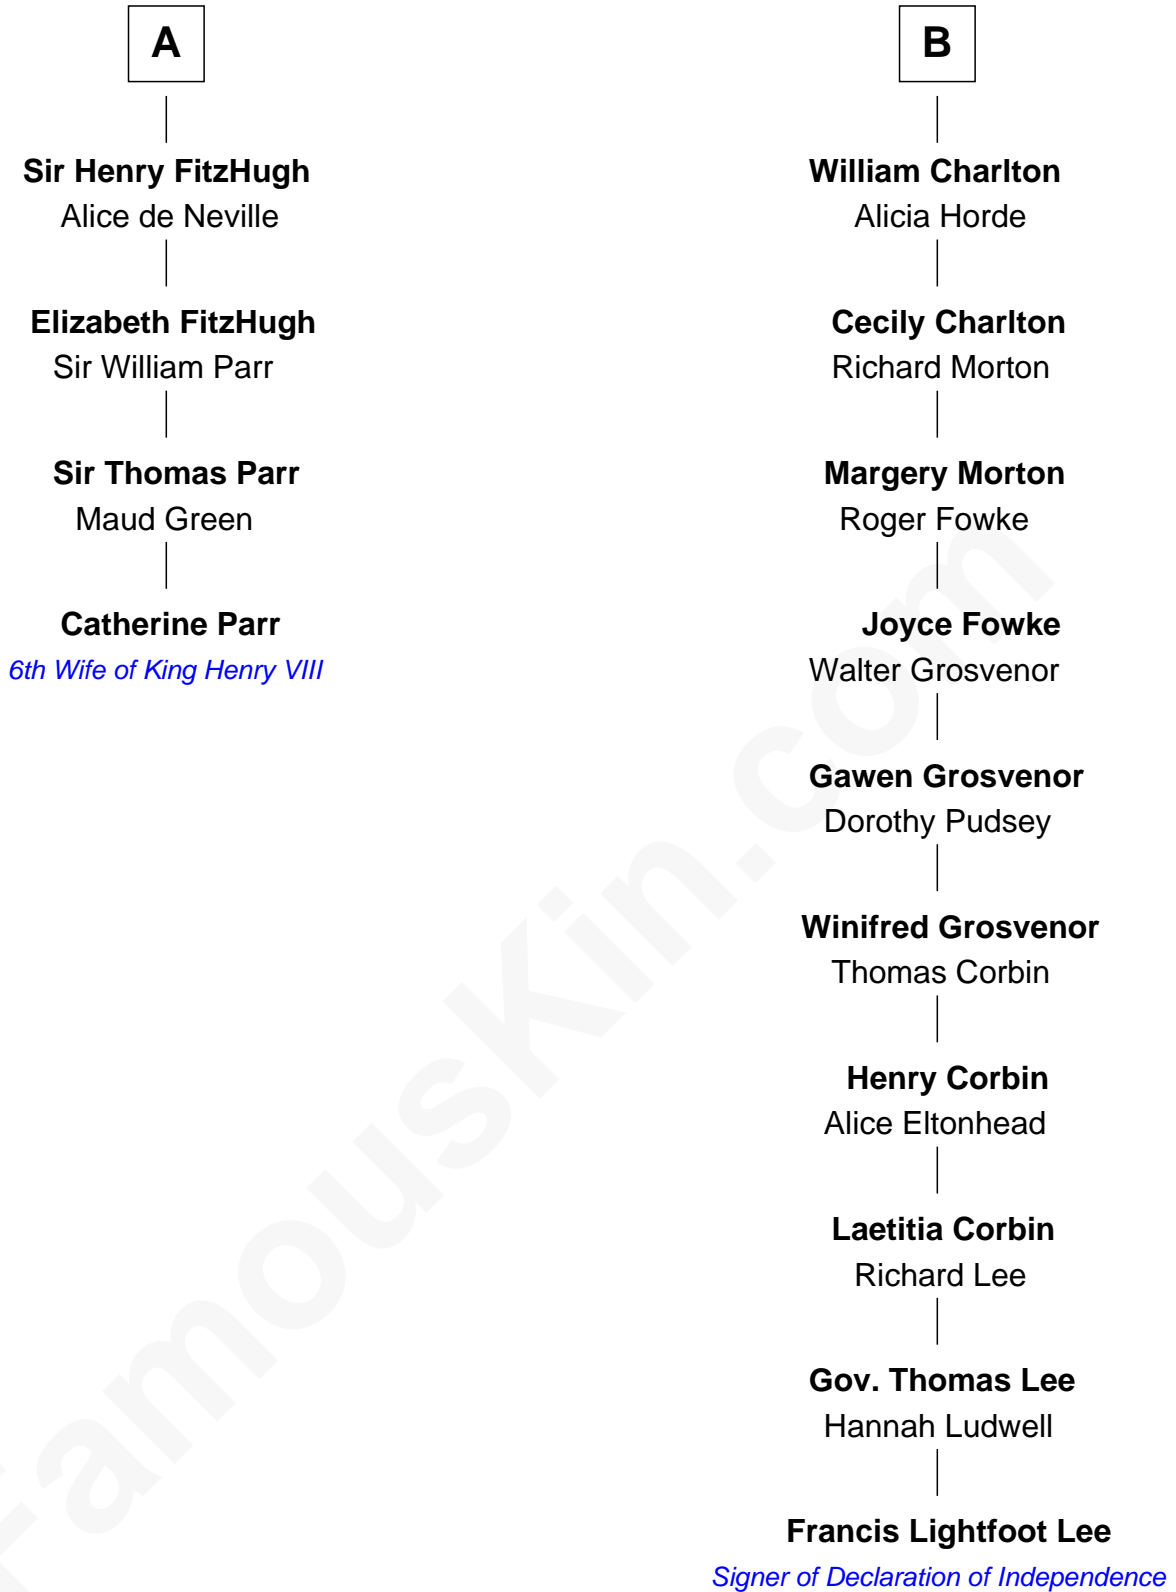 A
Sir Henry FitzHugh
Alice de Neville
Elizabeth FitzHugh
Sir William Parr
Sir Thomas Parr
Maud Green
Catherine Parr
6th Wife of King Henry VIII
B
William Charlton
Alicia Horde
Cecily Charlton
Richard Morton
Margery Morton
Roger Fowke
Joyce Fowke
Walter Grosvenor
Gawen Grosvenor
Dorothy Pudsey
Winifred Grosvenor
Thomas Corbin
Henry Corbin
Alice Eltonhead
Laetitia Corbin
Richard Lee
Gov. Thomas Lee
Hannah Ludwell
Francis Lightfoot Lee
Signer of Declaration of Independence
FamousKin.com